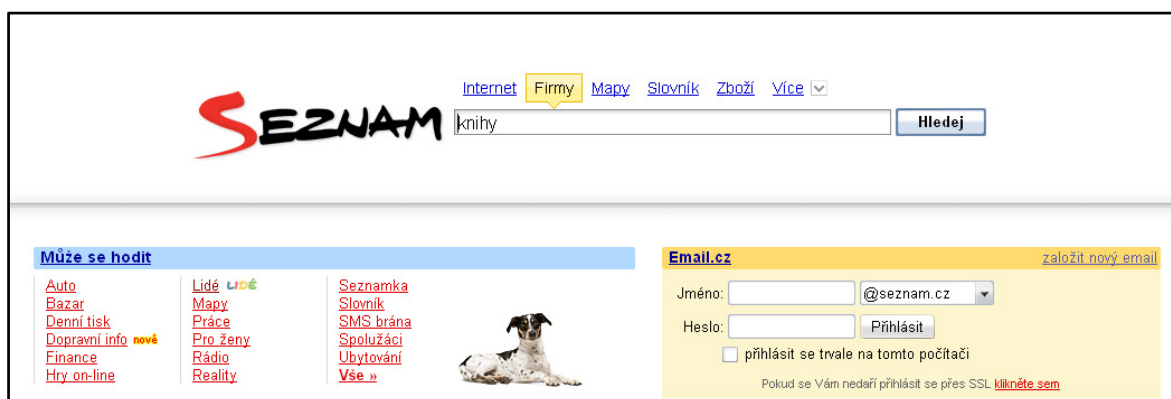 Internet Firmy Mapy Slovník Zboží Více
SEZNAM
knihy
Hledej
Může se hodit
Auto
Bazar
Denní tisk
Dopravní info nové
Finance
Hry on-line
Lidé LIDÉ
Mapy
Práce
Pro ženy
Rádio
Reality
Seznamka
Slovník
SMS brána
Spolužáci
Ubytování
Vše »
Email.cz
založit nový email
Jméno: @seznam.cz
Heslo: Přihlásit
přihlásit se trvale na tomto počítači
Pokud se Vám nedaří přihlásit se přes SSL klikněte sem